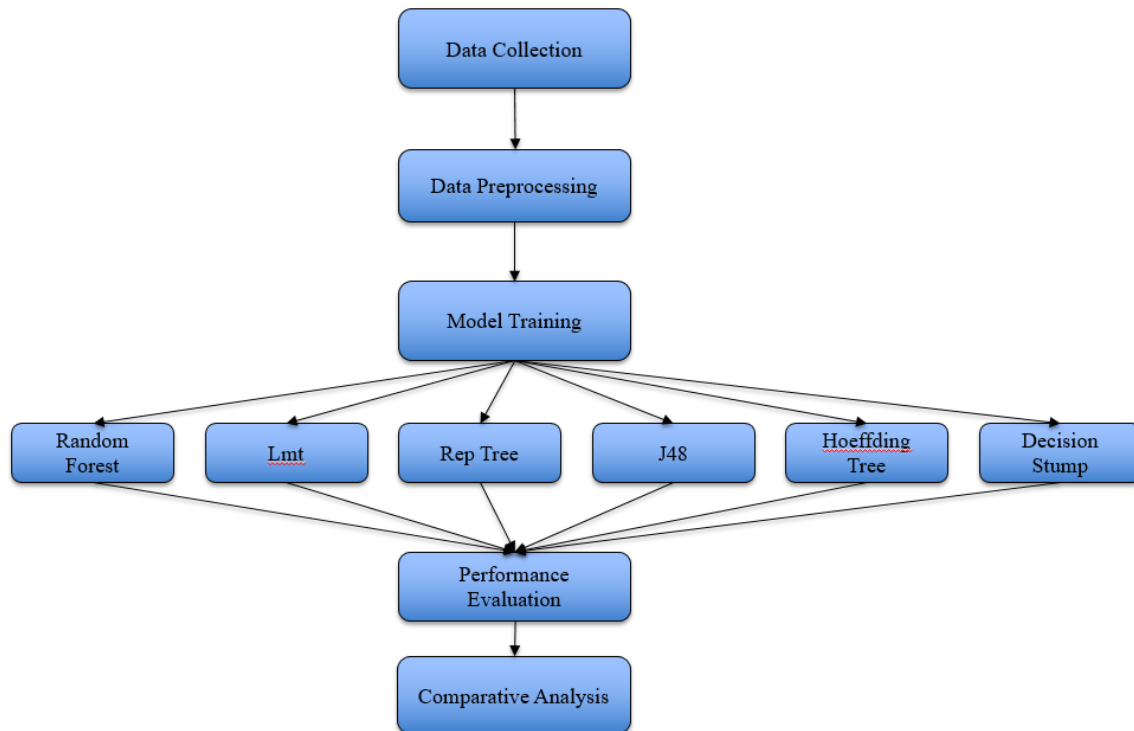 Data Collection
Data Preprocessing
Model Training
Random
Forest
Lmt
Rep Tree
J48
Hoeffding
Tree
Decision
Stump
Performance
Evaluation
Comparative Analysis